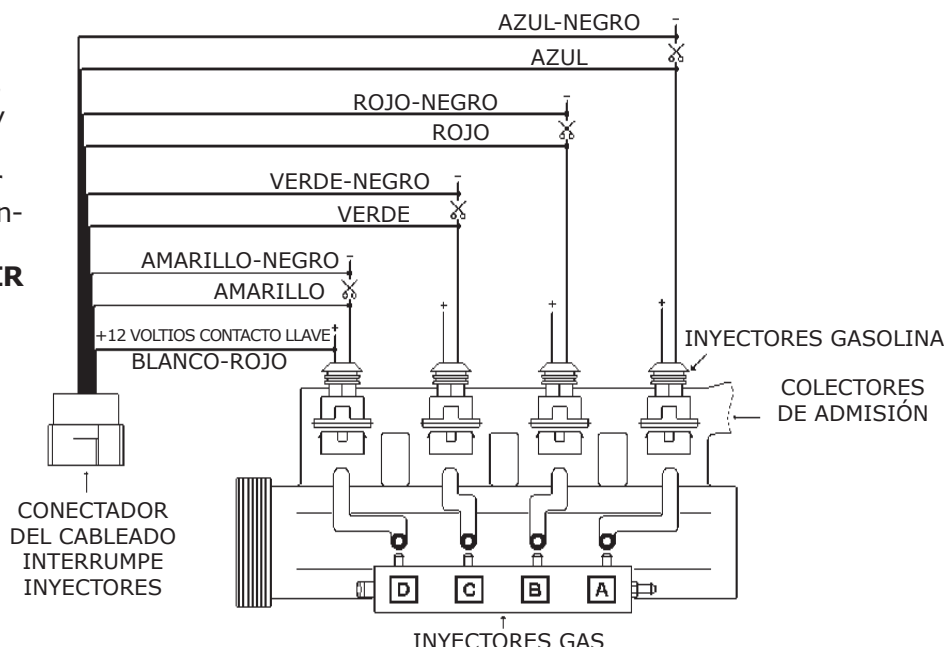 AZUL-NEGRO
AZUL
ROJO-NEGRO
ROJO
VERDE-NEGRO
VERDE
AMARILLO-NEGRO
AMARILLO
+12 VOLTIOS CONTACTO LLAVE
BLANCO-ROJO
INYECTORES GASOLINA
COLECTORES
DE ADMISIÓN
CONECTADOR
DEL CABLEADO
INTERRUMPE
INYECTORES
D C B A
INYECTORES GAS